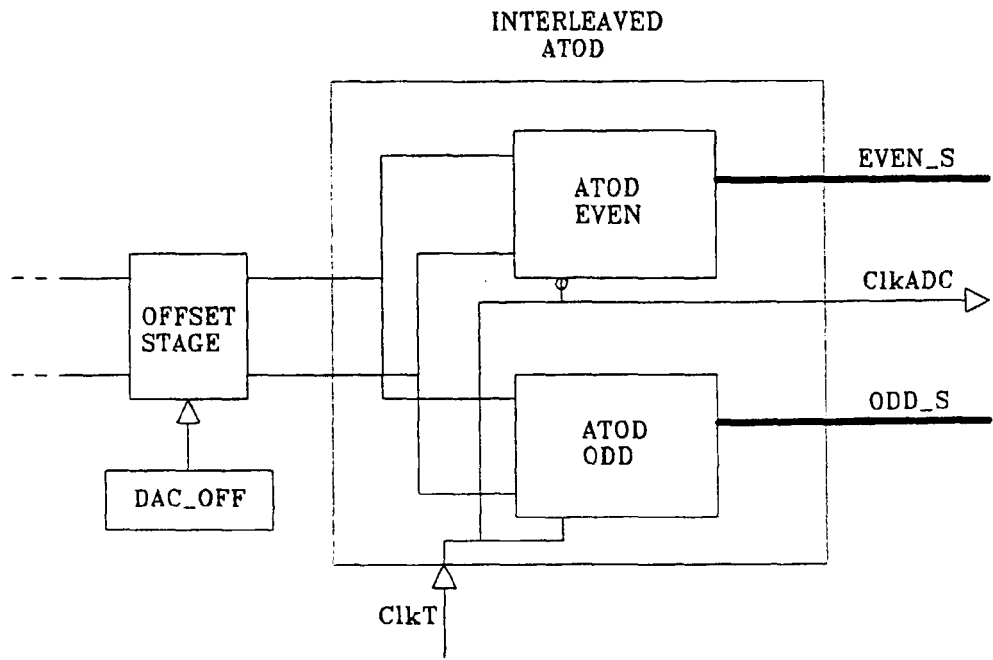 INTERLEAVED
ATOD
EVEN_S
ATOD
EVEN
ClkADC
OFFSET
STAGE
ODD_S
ATOD
ODD
DAC_OFF
ClkT